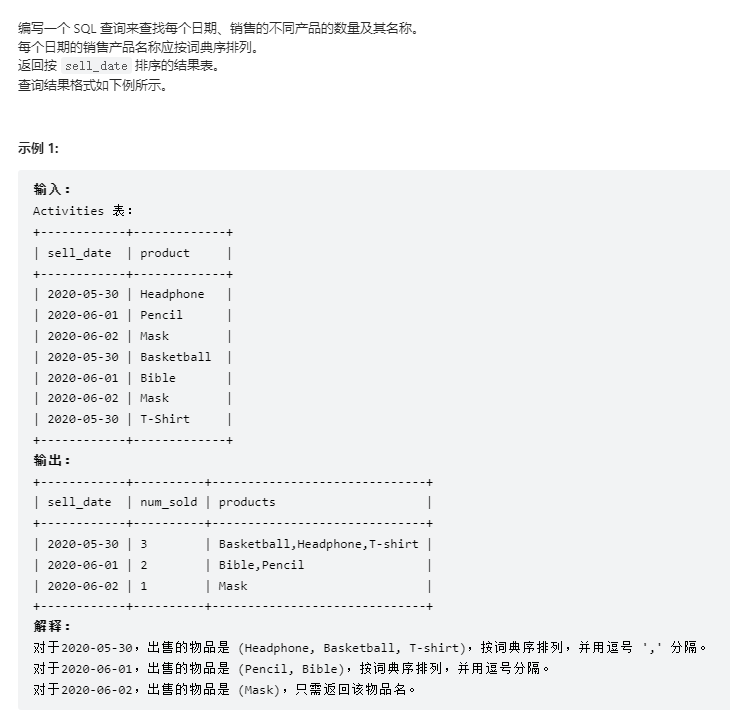 编写一个 SQL 查询来查找每个日期、销售的不同产品的数量及其名称。
每个日期的销售产品名称应按词典序排列。
返回按 sell_date 排序的结果表。
查询结果格式如下例所示。
示例 1:
输入：
Activities 表：
+------------+-------------+
| sell_date  | product     |
+------------+-------------+
| 2020-05-30 | Headphone   |
| 2020-06-01 | Pencil      |
| 2020-06-02 | Mask        |
| 2020-05-30 | Basketball  |
| 2020-06-01 | Bible       |
| 2020-06-02 | Mask        |
| 2020-05-30 | T-Shirt     |
+------------+-------------+
输出：
+------------+----------+------------------------------+
| sell_date  | num_sold | products                     |
+------------+----------+------------------------------+
| 2020-05-30 | 3        | Basketball,Headphone,T-shirt |
| 2020-06-01 | 2        | Bible,Pencil                 |
| 2020-06-02 | 1        | Mask                         |
+------------+----------+------------------------------+
解释：
对于2020-05-30，出售的物品是 (Headphone, Basketball, T-shirt)，按词典序排列，并用逗号 ',' 分隔。
对于2020-06-01，出售的物品是 (Pencil, Bible)，按词典序排列，并用逗号分隔。
对于2020-06-02，出售的物品是 (Mask)，只需返回该物品名。